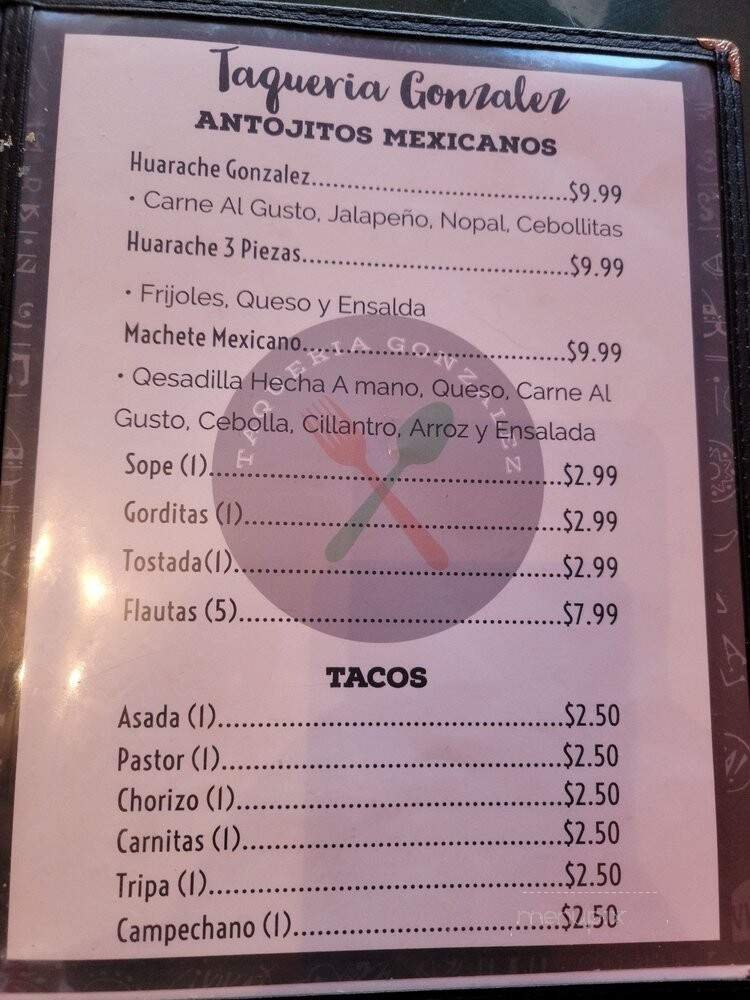 Taqueria Gonzalez
ANTOJITOS MEXICANOS
Huarache Gonzalez..............................$9.99
• Carne Al Gusto, Jalapeño, Nopal, Cebollitas
Huarache 3 Piezas..............................$9.99
• Frijoles, Queso y Ensalda
Machete Mexicano..............................$9.99
• Qesadilla Hecha A mano, Queso, Carne Al
Gusto, Cebolla, Cillantro, Arroz y Ensalada
Sope (1)..............................$2.99
Gorditas (1)..............................$2.99
Tostada(1)..............................$2.99
Flautas (5)..............................$7.99
TAQUERIA GONZALEZ
TACOS
Asada (1)..............................$2.50
Pastor (1)..............................$2.50
Chorizo (1)..............................$2.50
Carnitas (1)..............................$2.50
Tripa (1)..............................$2.50
Campechano (1)..............................$2.50
menupix